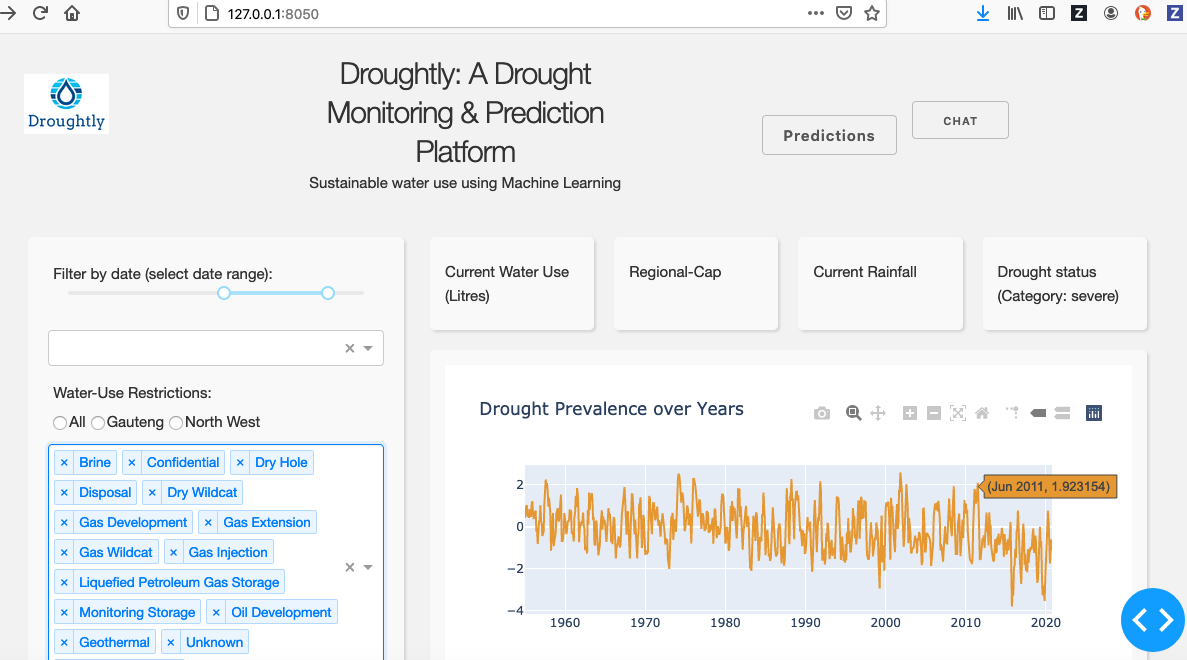 127.0.0.1:8050
Z
Z
Droughtly
Droughtly: A Drought
Monitoring & Prediction
Platform
Sustainable water use using Machine Learning
Predictions
CHAT
Filter by date (select date range):
Water-Use Restrictions:
All Gauteng North West
× Brine × Confidential × Dry Hole
× Disposal × Dry Wildcat
× Gas Development × Gas Extension
× Gas Wildcat × Gas Injection
× Liquefied Petroleum Gas Storage
× Monitoring Storage × Oil Development
× Geothermal × Unknown
Current Water Use
(Litres)
Regional-Cap
Current Rainfall
Drought status
(Category: severe)
Drought Prevalence over Years
(Jun 2011, 1.923154)
2
0
−2
−4
1960 1970 1980 1990 2000 2010 2020